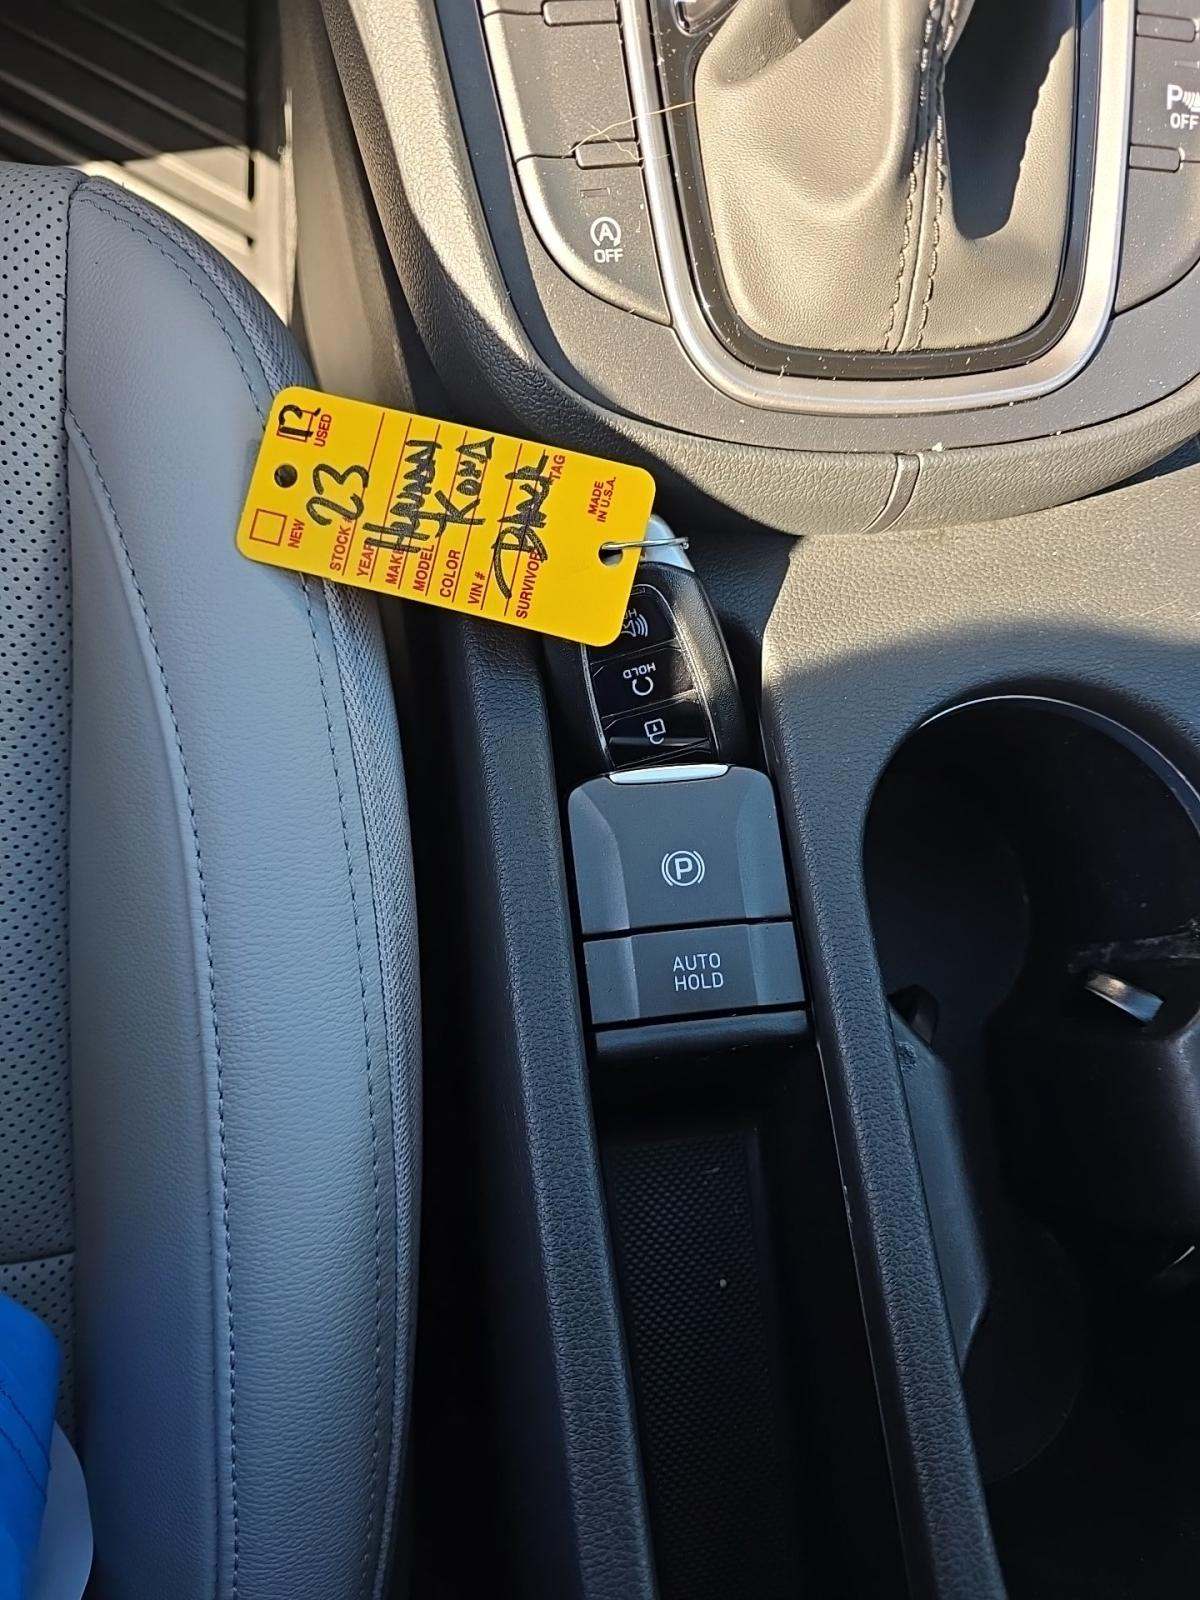 P
OFF
A
OFF
NEW
USED
STOCK #
23
YEAR
MAKE
MODEL
Kona
COLOR
VIN #
Black
SURVIVOR TAG
MADE
IN U.S.A.
HOLD
P
AUTO
HOLD